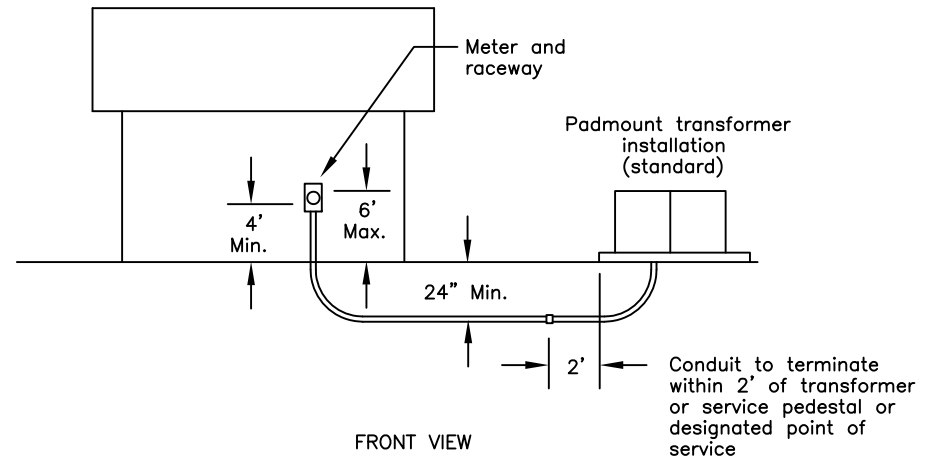 Meter and
raceway
Padmount transformer
installation
(standard)
4'
Min.
6'
Max.
24" Min.
2'
Conduit to terminate
within 2' of transformer
or service pedestal or
designated point of
service
FRONT VIEW